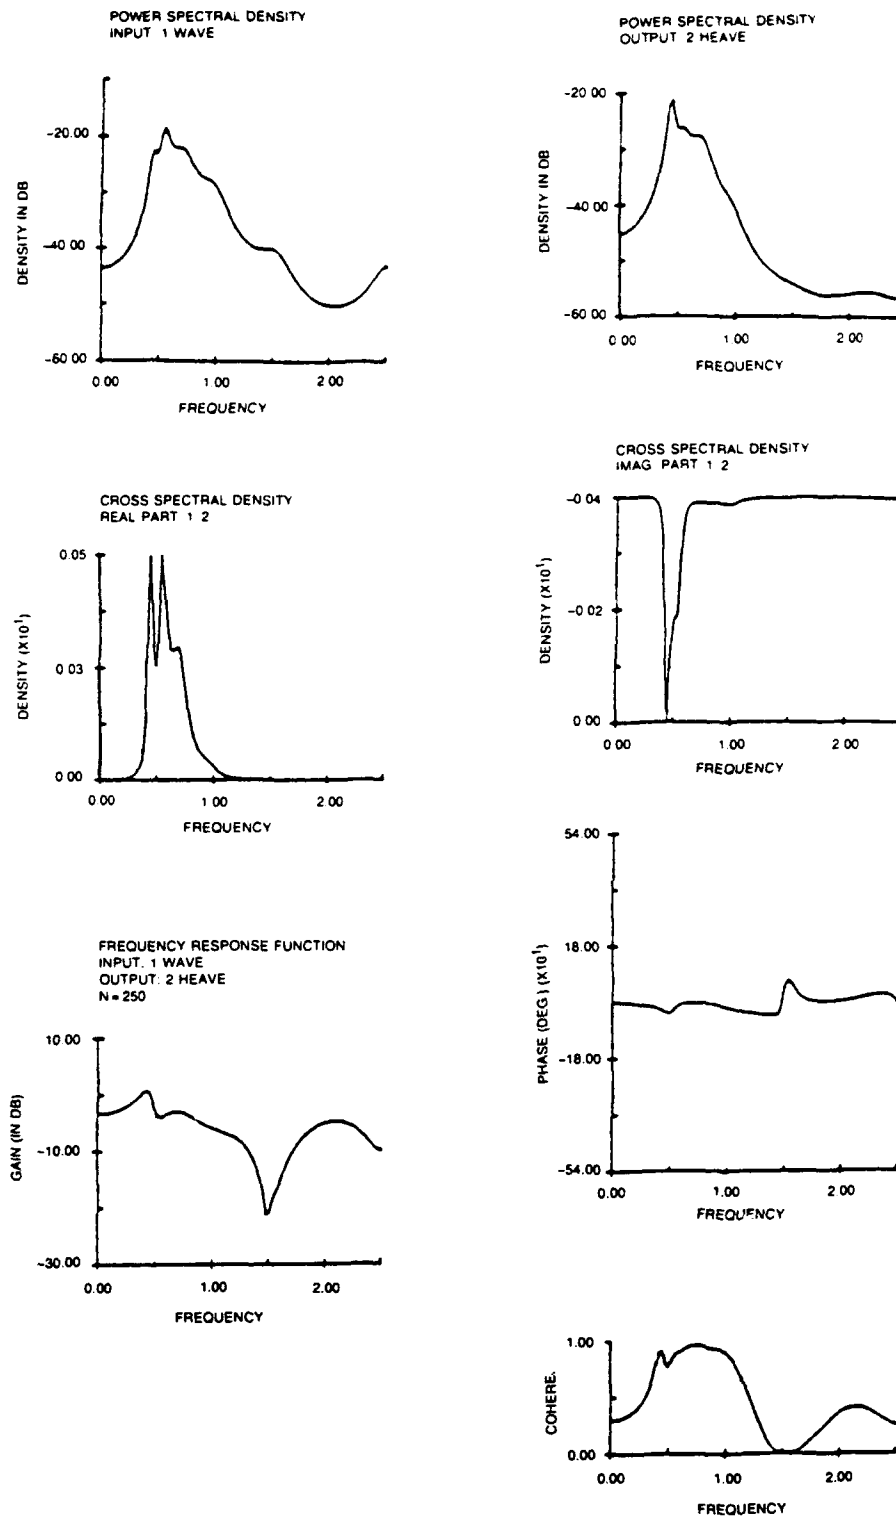 POWER SPECTRAL DENSITY
INPUT 1 WAVE
-20.00
-40 00
-60 00
DENSITY IN DB
0 00
1.00
2.00
FREQUENCY
POWER SPECTRAL DENSITY
OUTPUT 2 HEAVE
-20 00
-40 00
-60 00
DENSITY IN DB
0 00
1.00
2 00
FREQUENCY
CROSS SPECTRAL DENSITY
REAL PART 1 2
0.05
0 03
0 00
DENSITY (X10¹)
0 00
1.00
2 00
FREQUENCY
CROSS SPECTRAL DENSITY
IMAG PART 1 2
-0 04
-0 02
0 00
DENSITY (X10¹)
0 00
1 00
2 00
FREQUENCY
FREQUENCY RESPONSE FUNCTION
INPUT. 1 WAVE
OUTPUT: 2 HEAVE
N = 250
10.00
-10.00
-30.00
GAIN (IN DB)
0.00
1.00
2.00
FREQUENCY
54.00
18.00
-18.00
-54.00
PHASE (DEG.) (X10¹)
0.00
1.00
2.00
FREQUENCY
1.00
0.00
COHERE.
0.00
1.00
2.00
FREQUENCY